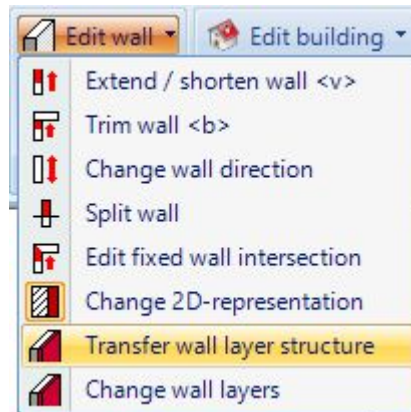 Edit wall Edit building
Extend / shorten wall <v>
Trim wall <b>
Change wall direction
Split wall
Edit fixed wall intersection
Change 2D-representation
Transfer wall layer structure
Change wall layers